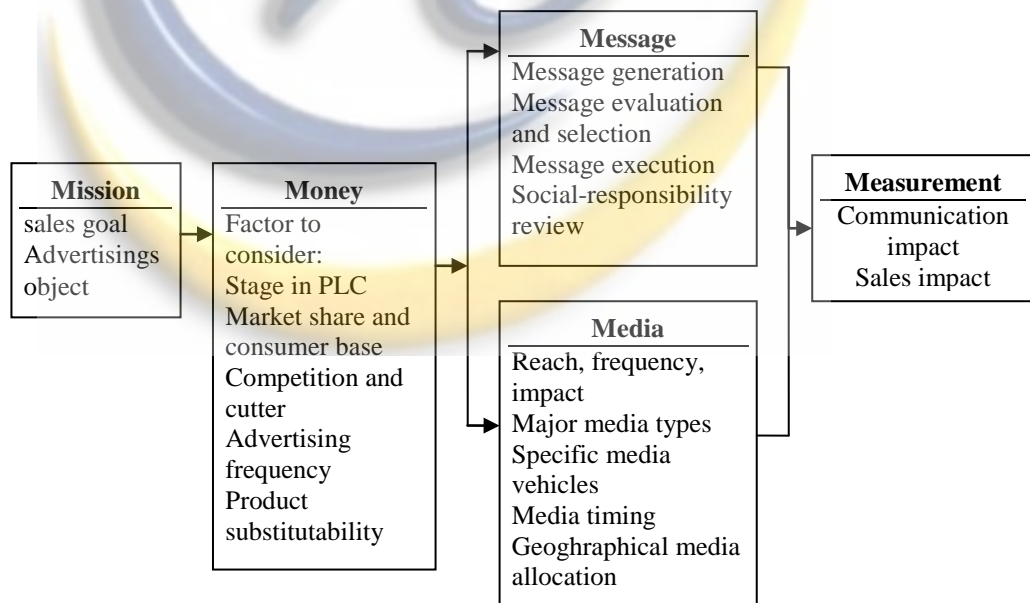 Mission
sales goal
Advertisings
object
Money
Factor to
consider:
Stage in PLC
Market share and
consumer base
Competition and
cutter
Advertising
frequency
Product
substitutability
Message
Message generation
Message evaluation
and selection
Message execution
Social-responsibility
review
Media
Reach, frequency,
impact
Major media types
Specific media
vehicles
Media timing
Geoghraphical media
allocation
Measurement
Communication
impact
Sales impact